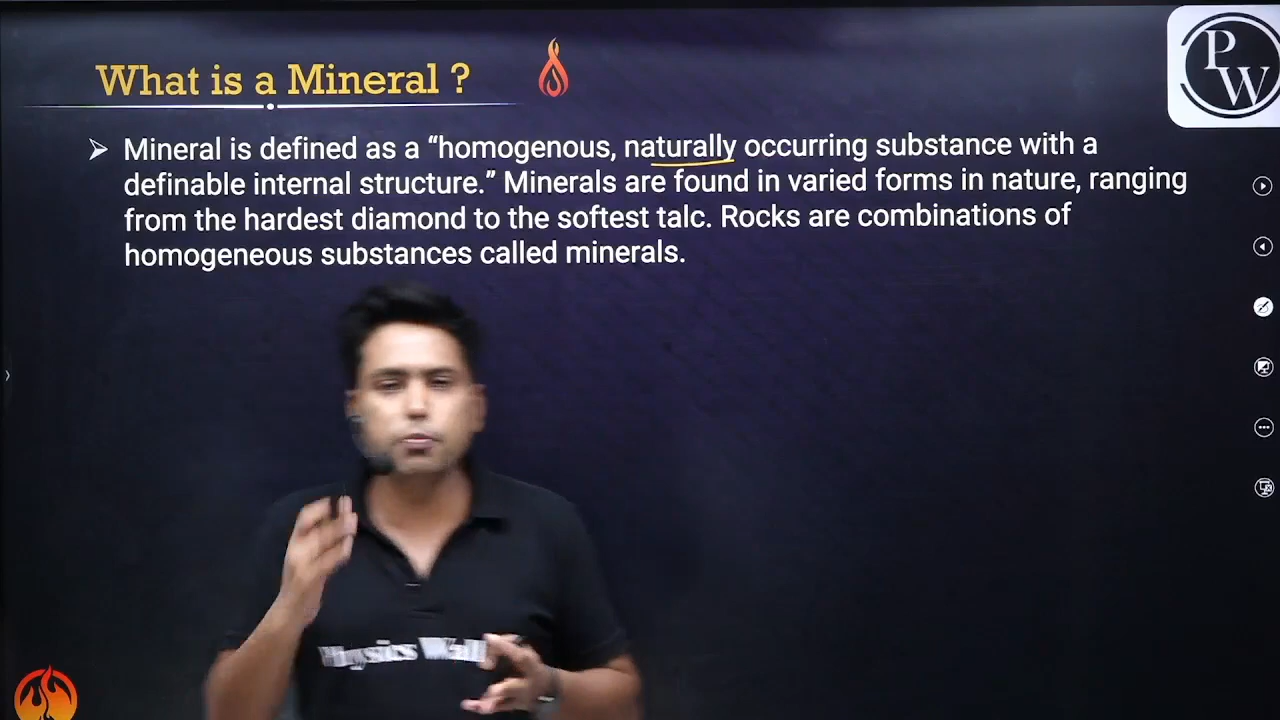 What is a Mineral ?
PW
➤ Mineral is defined as a “homogenous, naturally occurring substance with a
definable internal structure.” Minerals are found in varied forms in nature, ranging
from the hardest diamond to the softest talc. Rocks are combinations of
homogeneous substances called minerals.
Physics Wall